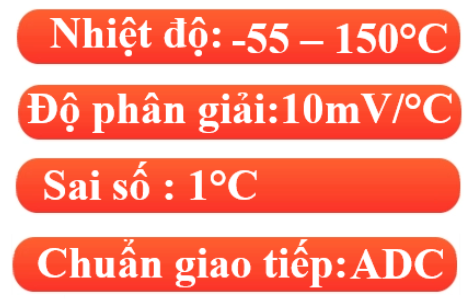 Nhiệt độ: -55 – 150°C
Độ phân giải:10mV/°C
Sai số : 1°C
Chuẩn giao tiếp:ADC